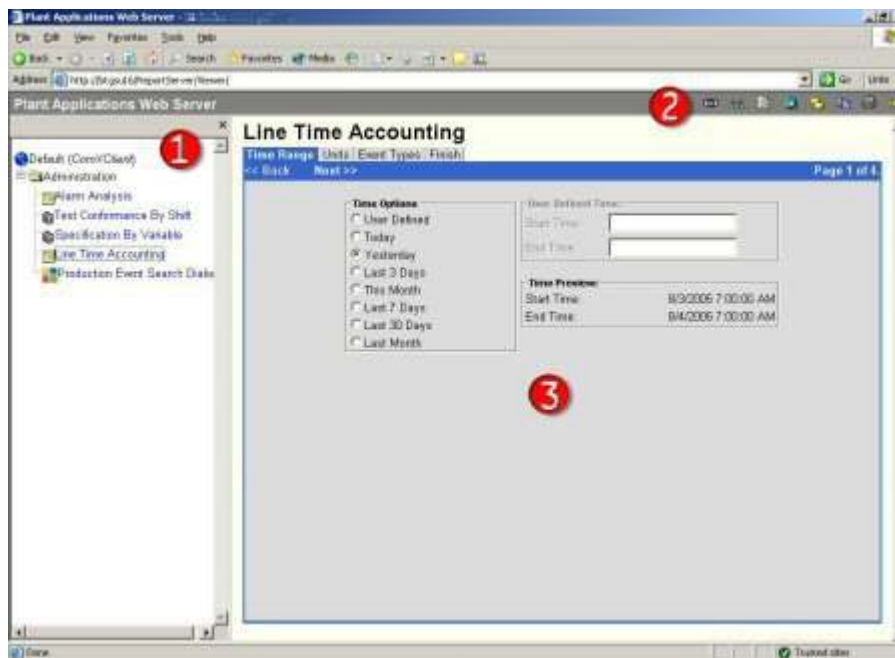 Plant Applications Web Server -
File Edit View Favorites Tools Help
Back Search Favorites Media
Address Go Links
Plant Applications Web Server
2
1
Default (ComXClient)
Administration
Alarm Analysis
Test Conformance By Shift
Specification By Variable
Line Time Accounting
Production Event Search Dialo
Line Time Accounting
Time Range Units Event Types Finish
<< Back Next >> Page 1 of 4
Time Options
User Defined
Today
Yesterday
Last 3 Days
This Month
Last 7 Days
Last 30 Days
Last Month
User Defined Time
Start Time
End Time
Time Preview
Start Time 8/3/2006 7:00:00 AM
End Time 8/4/2006 7:00:00 AM
3
Done Trusted sites